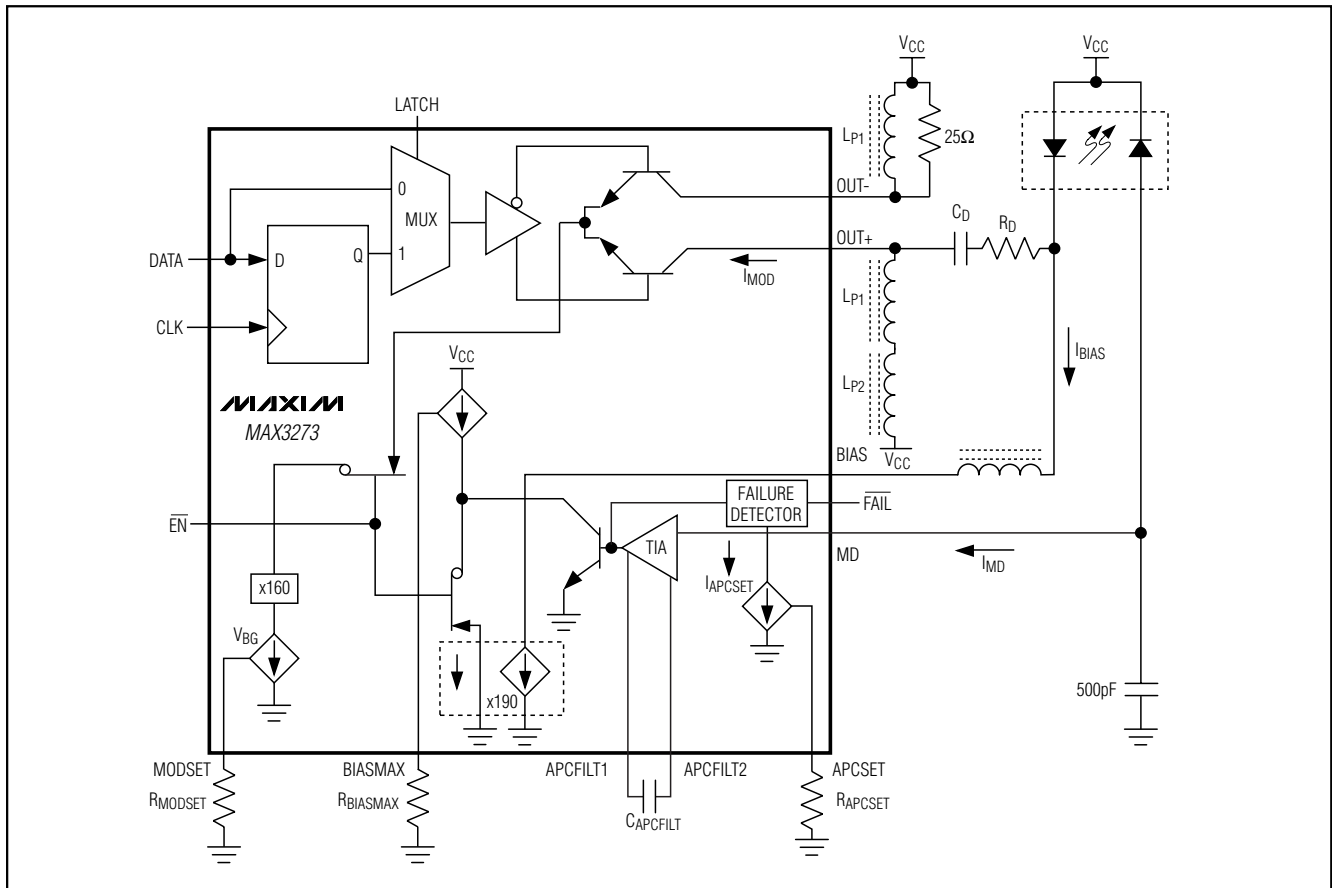 VCC
VCC
LATCH
LP1
25Ω
OUT-
0
MUX
CD
RD
OUT+
DATA
D
Q
1
IMOD
CLK
LP1
VCC
IBIAS
LP2
MAXIM
MAX3273
BIAS
VCC
FAILURE
DETECTOR
FAIL
EN
TIA
MD
IAPCSET
IMD
x160
VBG
x190
500pF
MODSET
BIASMAX
APCFILT1
APCFILT2
APCSET
RMODSET
RBIASMAX
CAPCFILT
RAPCSET